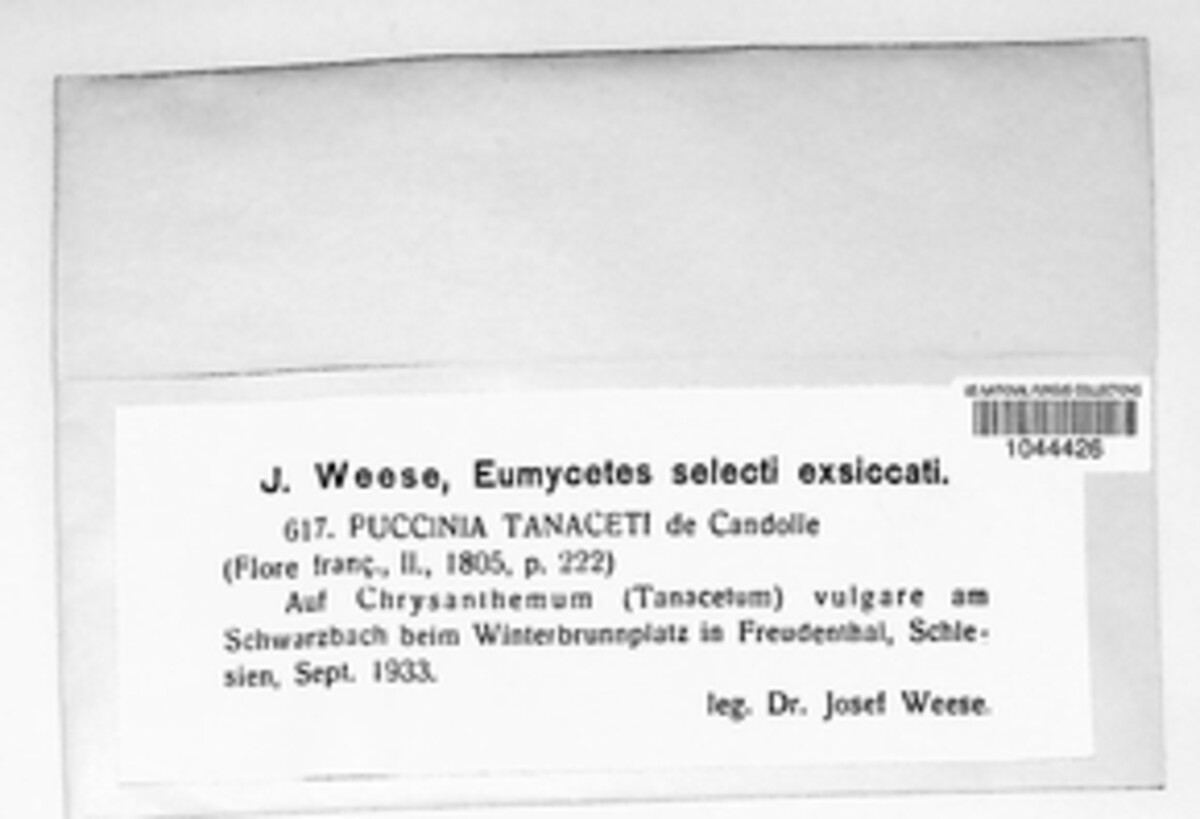 US NATIONAL FUNGUS COLLECTIONS
1044426
J. Weese, Eumycetes selecti exsiccati.
617. PUCCINIA TANACETI de Candolle
(Flore franç., II., 1805, p. 222)
Auf Chrysanthemum (Tanacetum) vulgare am
Schwarzbach beim Winterbrunnplatz in Freudenthal, Schle-
sien, Sept. 1933.
leg. Dr. Josef Weese.